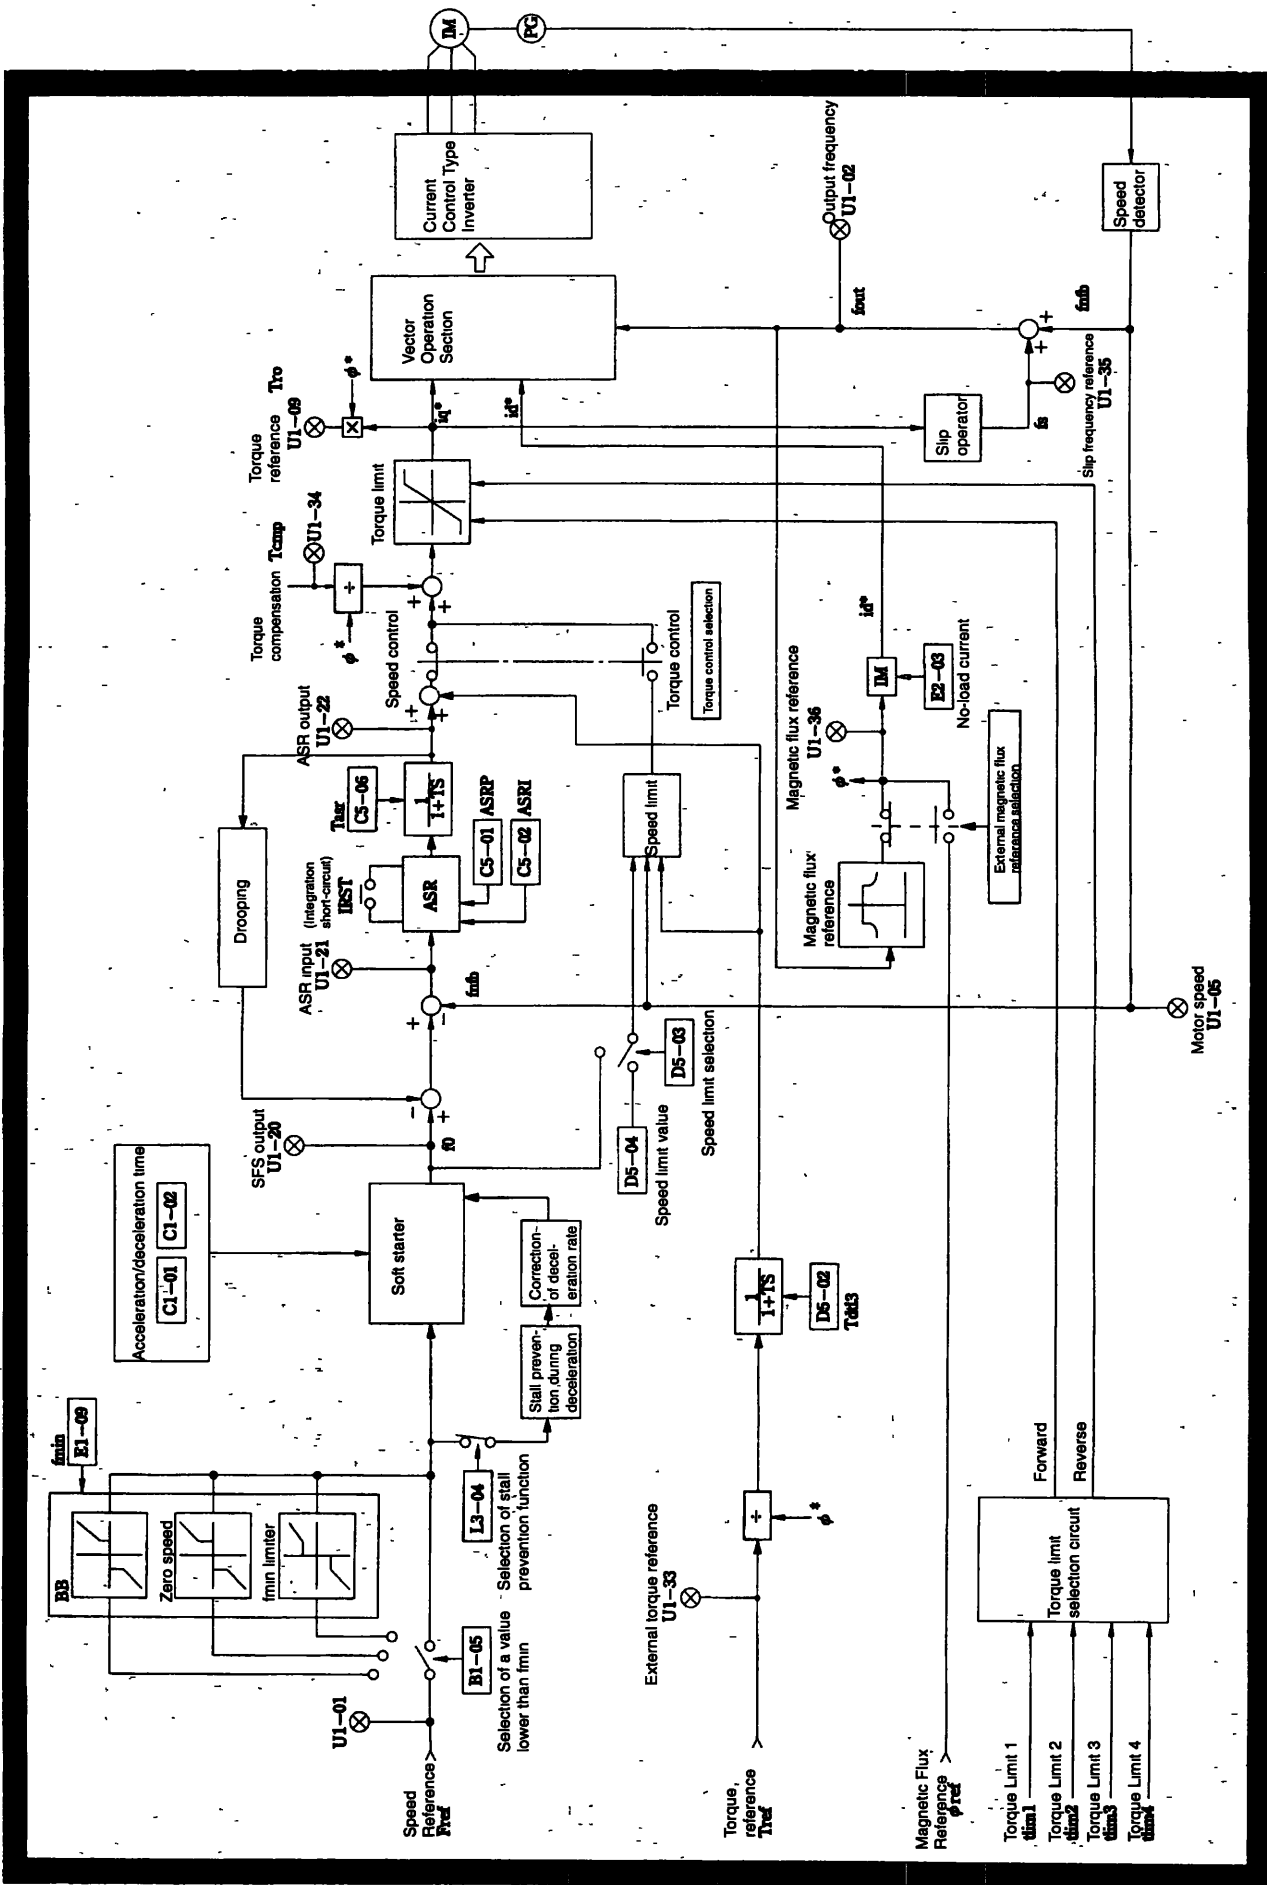 Speed
Reference
Fref
U1-01
Selection of a value
lower than fmin
B1-05
BB
Zero speed
fmin limiter
fmin
E1-09
L3-04
Selection of stall
prevention function
Acceleration/deceleration time
C1-01
C1-02
Soft starter
Stall preven-
tion during
deceleration
Correction
of decel-
eration rate
SFS output
U1-20
f0
Drooping
ASR input
U1-21
fnfb
(Integration
short-circuit)
IRST
ASR
C5-01 ASRP
C5-02 ASRI
Tasr
C5-06
1
1+TS
ASR output
U1-22
Speed control
Torque
compensation Tcmp
U1-34
ϕ*
÷
Torque limit
Torque
reference Tro
U1-09
×
ϕ*
iq*
id*
Vector
Operation
Section
Current
Control Type
Inverter
IM
PG
D5-04
Speed limit value
D5-03
Speed limit selection
Speed limit
Torque control
Torque control selection
Torque,
reference
Tref
External torque reference
U1-33
÷
ϕ*
1
1+TS
D5-02
Tdtl3
Magnetic flux
reference
Magnetic flux reference
U1-36
ϕ*
IM
id*
E2-03
No-load current
External magnetic flux
reference selection
Output frequency
U1-02
fout
Slip
operator
fs
Slip frequency reference
U1-35
fnfb
Speed
detector
Motor speed
U1-05
Magnetic Flux
Reference
ϕref
Torque Limit 1
tlim1
Torque Limit 2
tlim2
Torque Limit 3
tlim3
Torque Limit 4
tlim4
Torque limit
selection circuit
Forward
Reverse